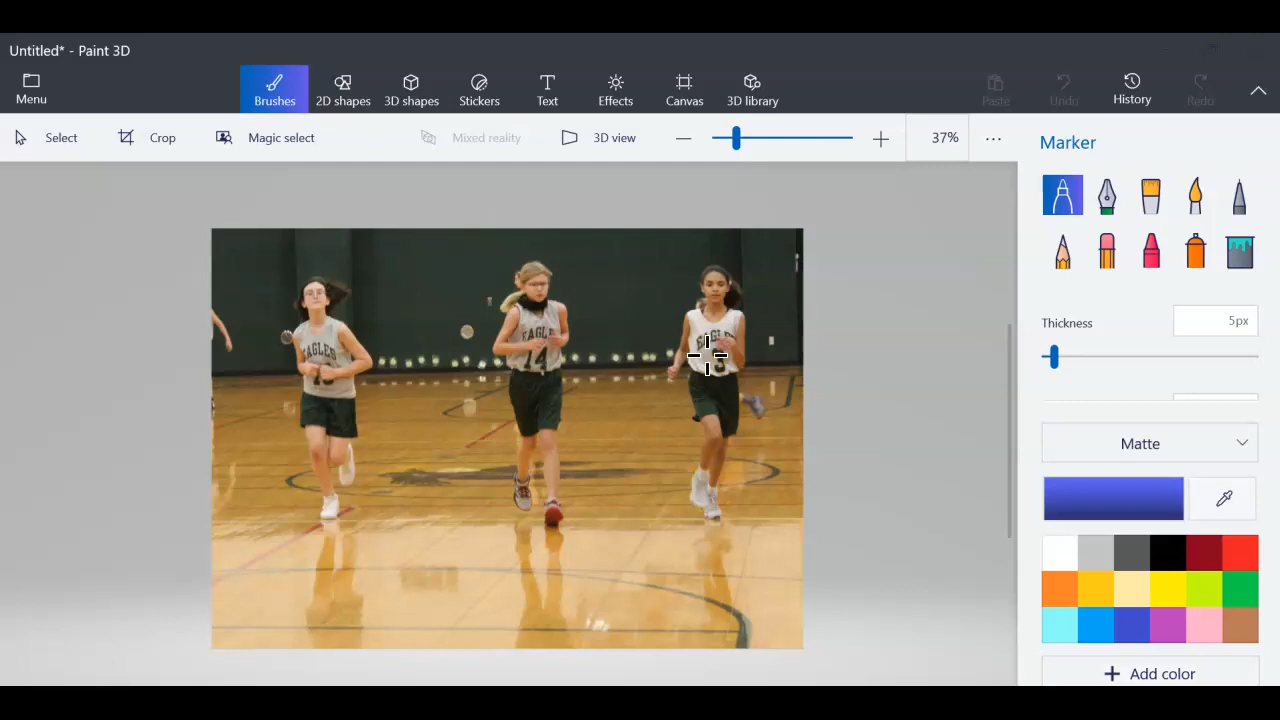 Untitled* - Paint 3D
Menu
Brushes
2D shapes
3D shapes
Stickers
Text
Effects
Canvas
3D library
Paste
Undo
History
Redo
Select
Crop
Magic select
Mixed reality
3D view
37%
Marker
Thickness
5px
Matte
Add color
EAGLES
14
EAGLES